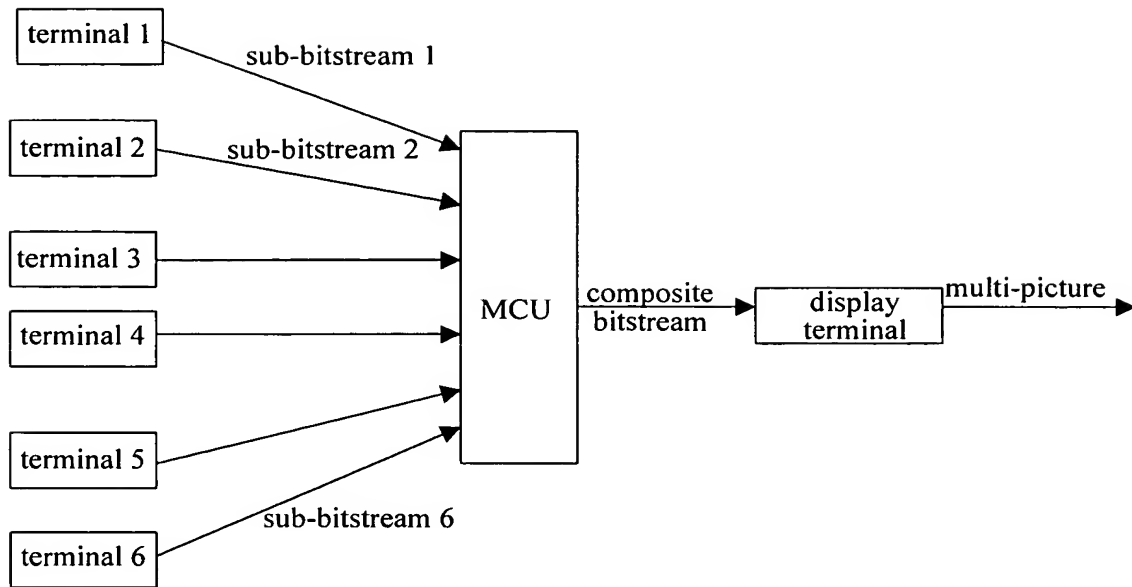 terminal 1
sub-bitstream 1
terminal 2
sub-bitstream 2
terminal 3
terminal 4
terminal 5
terminal 6
sub-bitstream 6
MCU
composite
bitstream
display
terminal
multi-picture